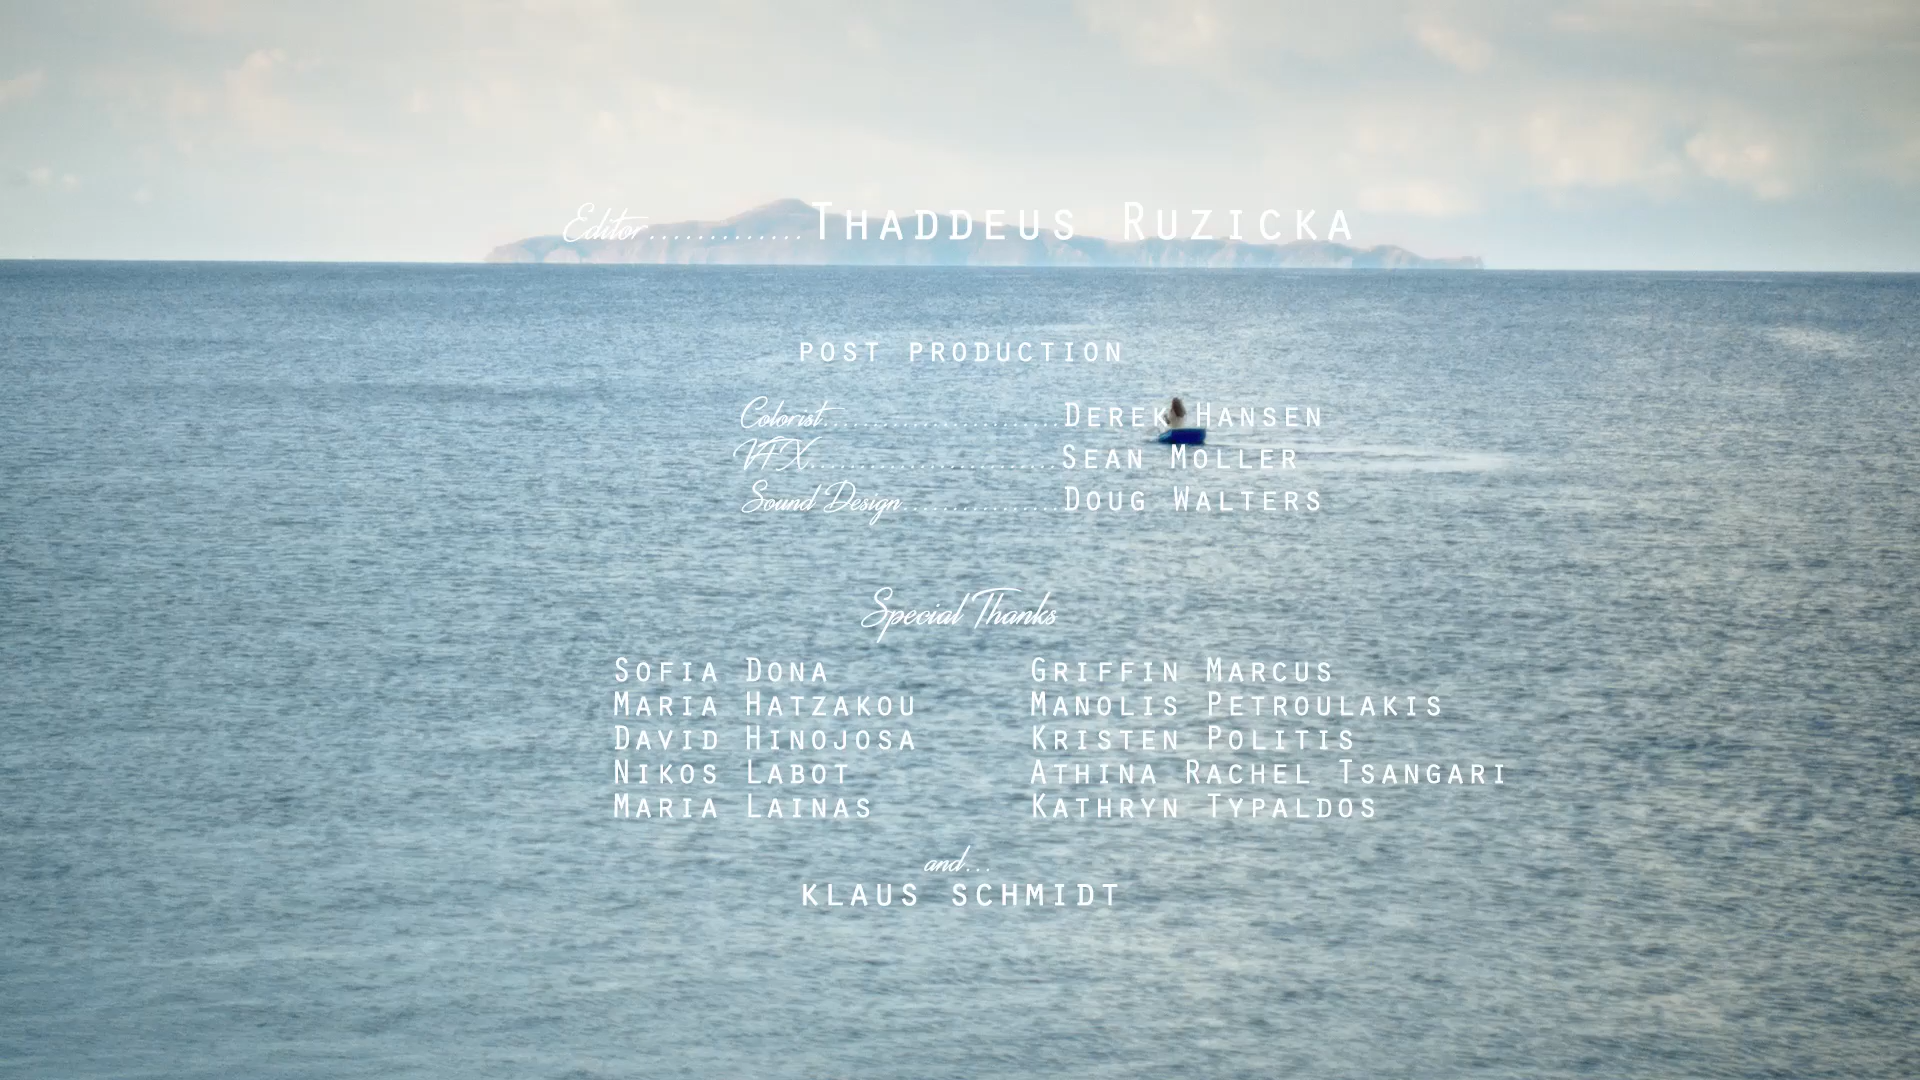 Editor.............Thaddeus Ruzicka
POST PRODUCTION
Colorist........................Derek Hansen
VFX.........................Sean Moller
Sound Design................Doug Walters
Special Thanks
Sofia Dona Griffin Marcus
Maria Hatzakou Manolis Petroulakis
David Hinojosa Kristen Politis
Nikos Labot Athina Rachel Tsangari
Maria Lainas Kathryn Typaldos
and...
KLAUS SCHMIDT